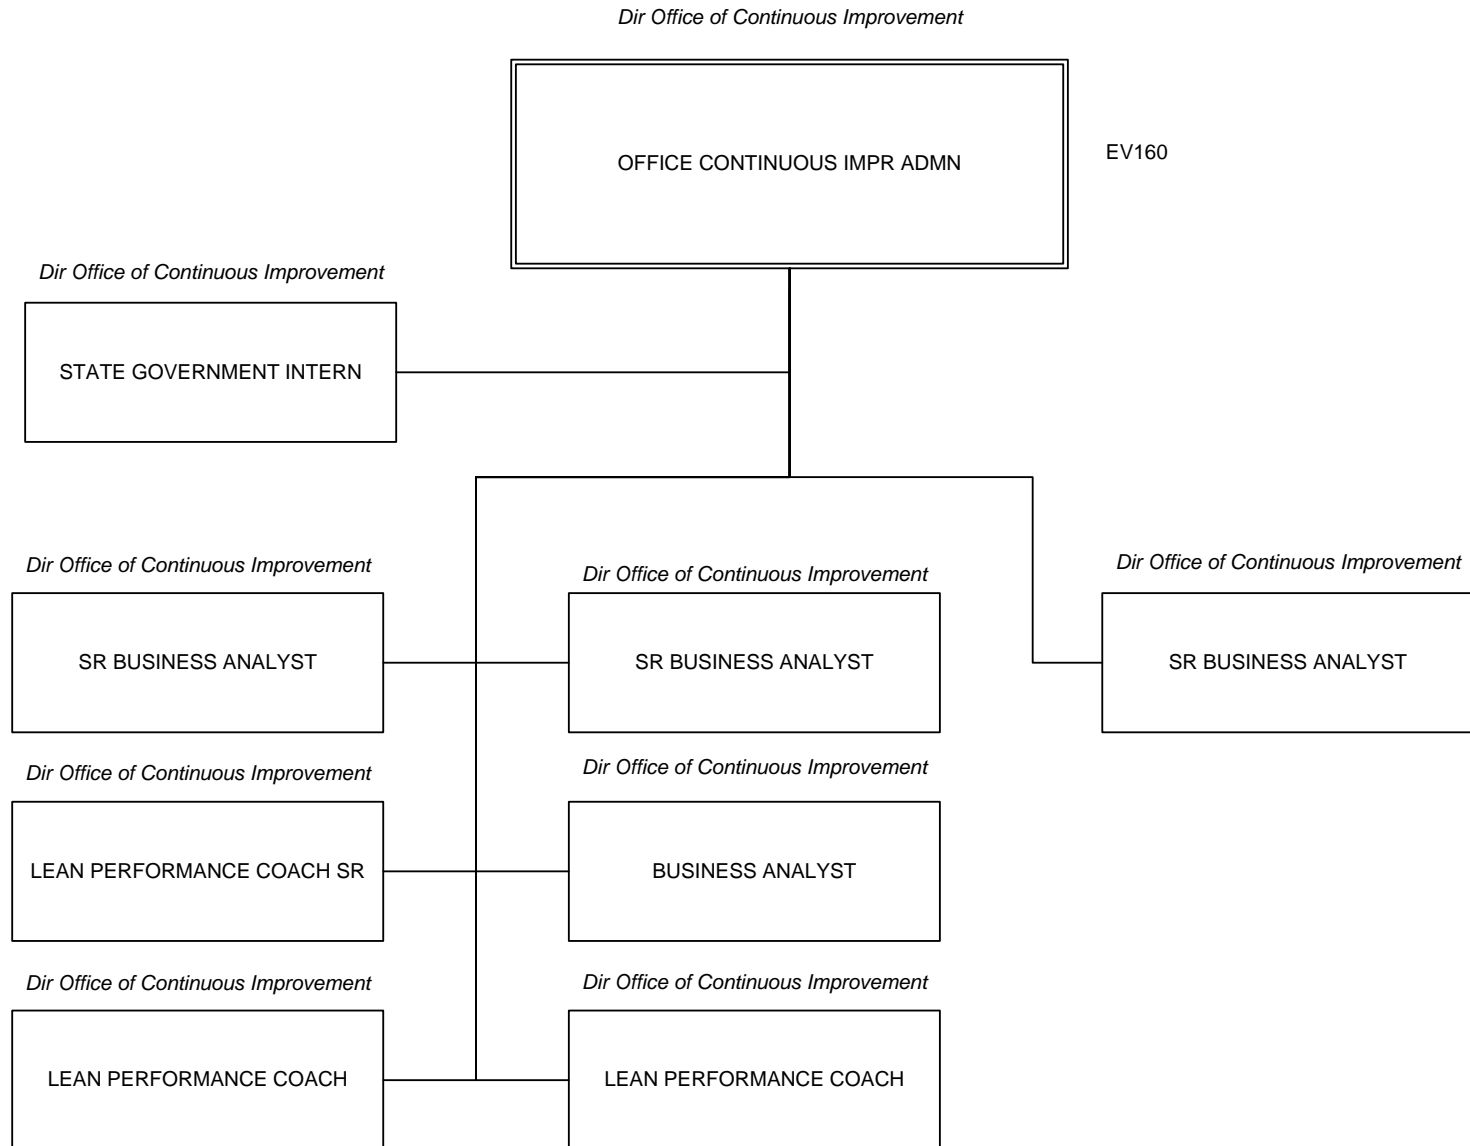 Dir Office of Continuous Improvement
OFFICE CONTINUOUS IMPR ADMN
EV160
Dir Office of Continuous Improvement
STATE GOVERNMENT INTERN
Dir Office of Continuous Improvement
SR BUSINESS ANALYST
Dir Office of Continuous Improvement
SR BUSINESS ANALYST
Dir Office of Continuous Improvement
SR BUSINESS ANALYST
Dir Office of Continuous Improvement
LEAN PERFORMANCE COACH SR
Dir Office of Continuous Improvement
BUSINESS ANALYST
Dir Office of Continuous Improvement
LEAN PERFORMANCE COACH
Dir Office of Continuous Improvement
LEAN PERFORMANCE COACH